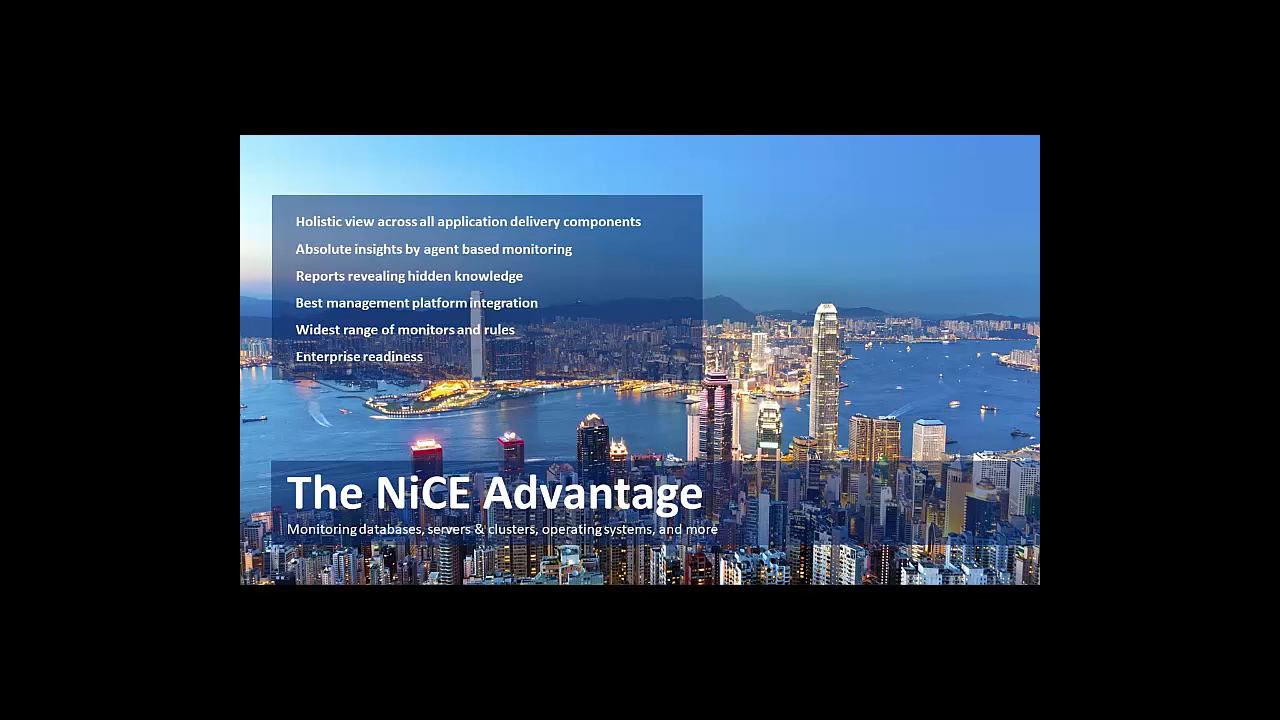 Holistic view across all application delivery components
Absolute insights by agent based monitoring
Reports revealing hidden knowledge
Best management platform integration
Widest range of monitors and rules
Enterprise readiness
The NiCE Advantage
Monitoring databases, servers & clusters, operating systems, and more